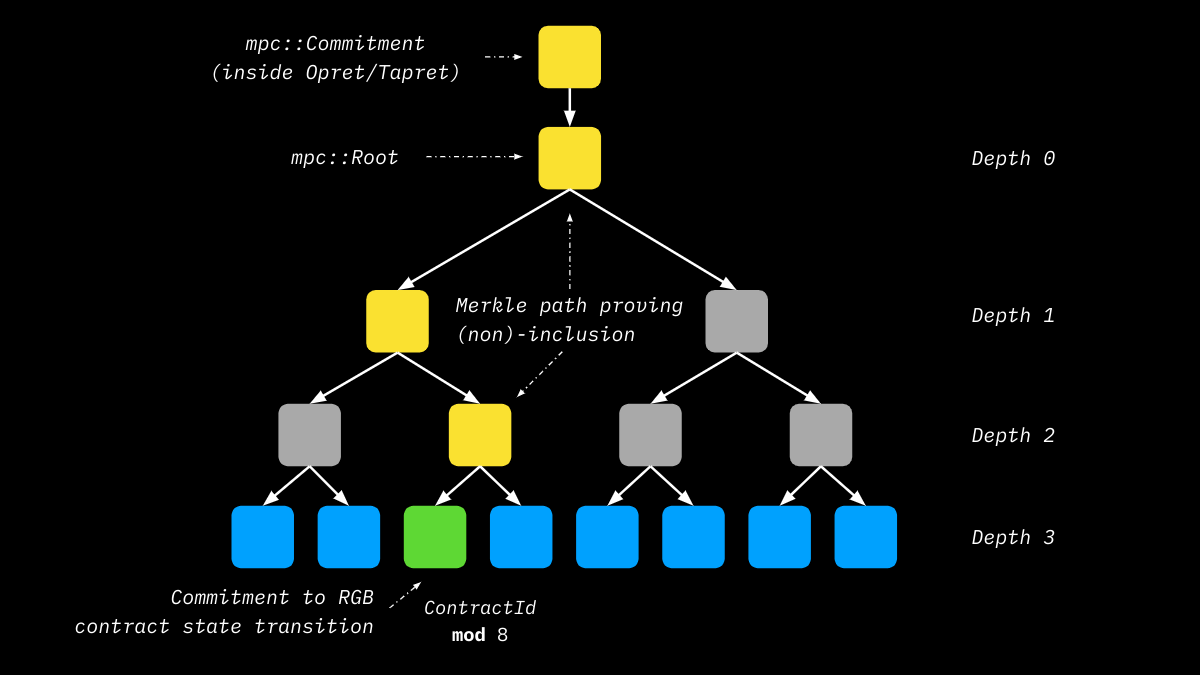 mpc::Commitment
(inside Opret/Tapret)
mpc::Root
Depth 0
Merkle path proving
(non)-inclusion
Depth 1
Depth 2
Depth 3
Commitment to RGB
contract state transition
ContractId
mod 8